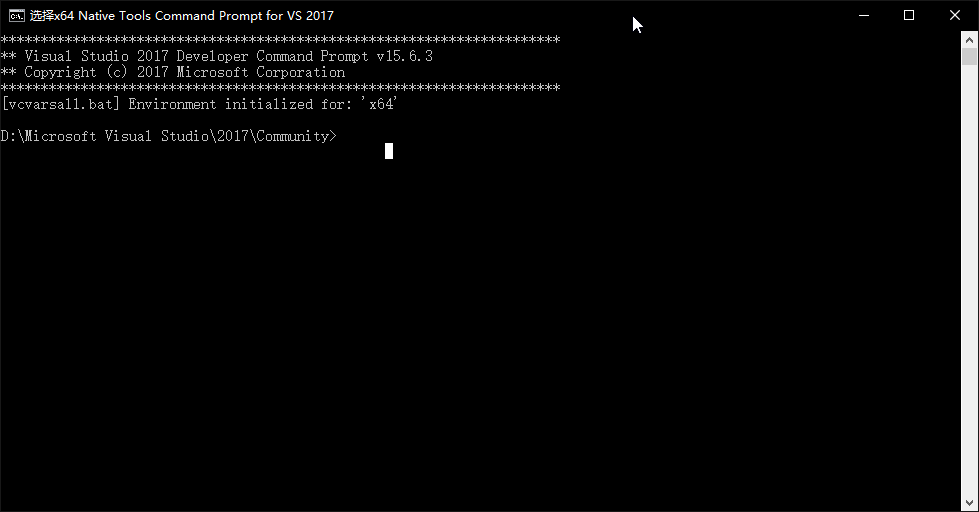 选择x64 Native Tools Command Prompt for VS 2017
**********************************************************************
** Visual Studio 2017 Developer Command Prompt v15.6.3
** Copyright (c) 2017 Microsoft Corporation
**********************************************************************
[vcvarsall.bat] Environment initialized for: 'x64'
D:\Microsoft Visual Studio\2017\Community>